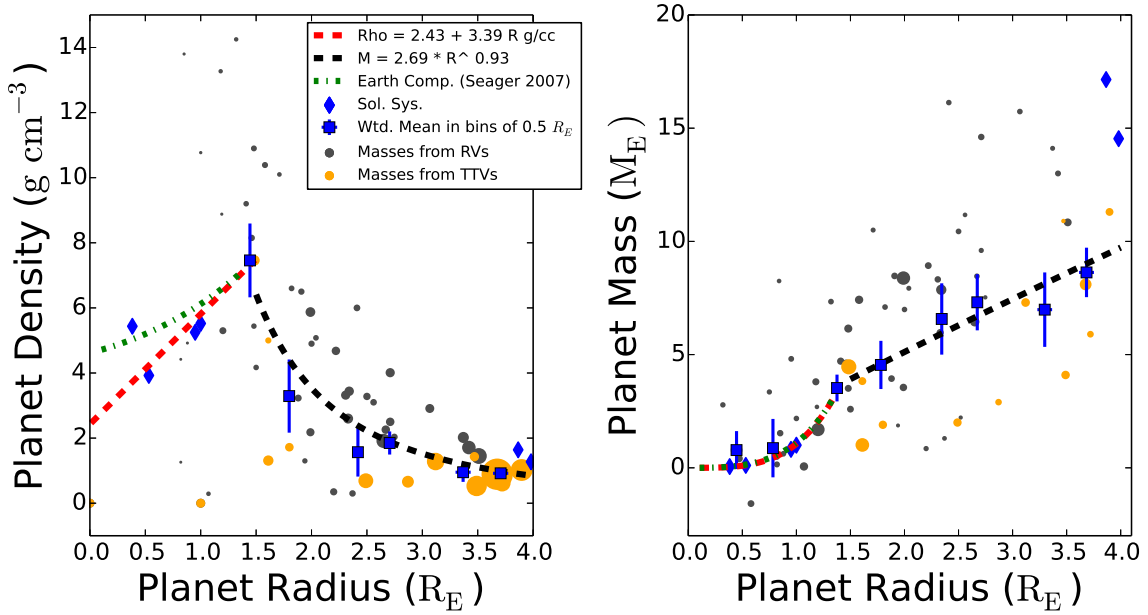 Planet Density (g cm⁻³)
14
12
10
8
6
4
2
0
Rho = 2.43 + 3.39 R g/cc
M = 2.69 * R^ 0.93
Earth Comp. (Seager 2007)
Sol. Sys.
Wtd. Mean in bins of 0.5 R_E
Masses from RVs
Masses from TTVs
0.0 0.5 1.0 1.5 2.0 2.5 3.0 3.5 4.0
Planet Radius (R_E)
Planet Mass (M_E)
20
15
10
5
0
0.0 0.5 1.0 1.5 2.0 2.5 3.0 3.5 4.0
Planet Radius (R_E)